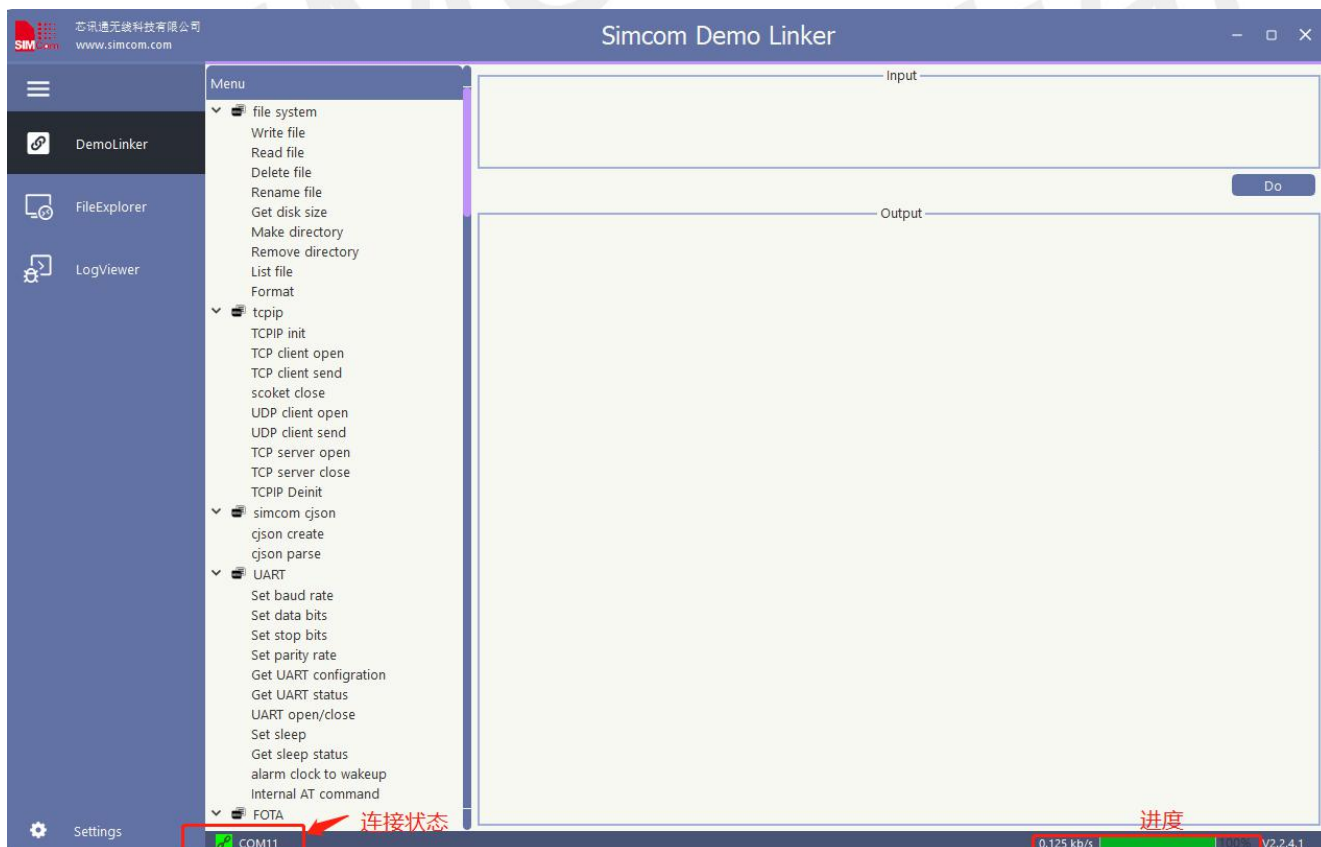 SIMCom
芯讯通无线科技有限公司
www.simcom.com
Simcom Demo Linker
DemoLinker
FileExplorer
LogViewer
Settings
Menu
file system
Write file
Read file
Delete file
Rename file
Get disk size
Make directory
Remove directory
List file
Format
tcpip
TCPIP init
TCP client open
TCP client send
scoket close
UDP client open
UDP client send
TCP server open
TCP server close
TCPIP Deinit
simcom cjson
cjson create
cjson parse
UART
Set baud rate
Set data bits
Set stop bits
Set parity rate
Get UART configration
Get UART status
UART open/close
Set sleep
Get sleep status
alarm clock to wakeup
Internal AT command
FOTA
Input
Do
Output
连接状态
进度
COM11
0.125 kb/s
100%
V2.2.4.1